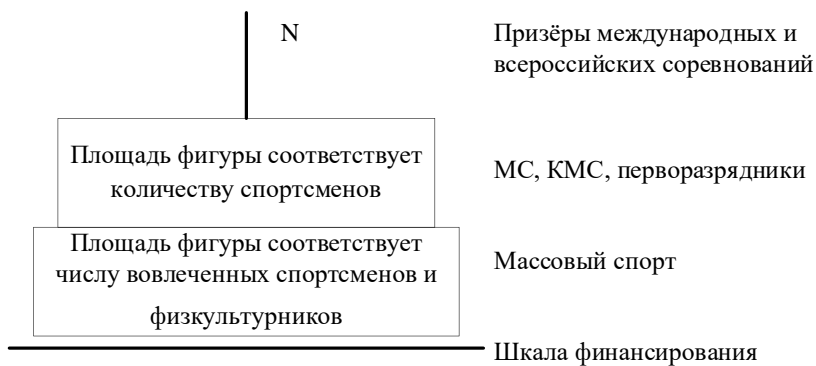 N
Призёры международных и
всероссийских соревнований
Площадь фигуры соответствует
количеству спортсменов
МС, КМС, перворазрядники
Площадь фигуры соответствует
числу вовлеченных спортсменов и
физкультурников
Массовый спорт
Шкала финансирования